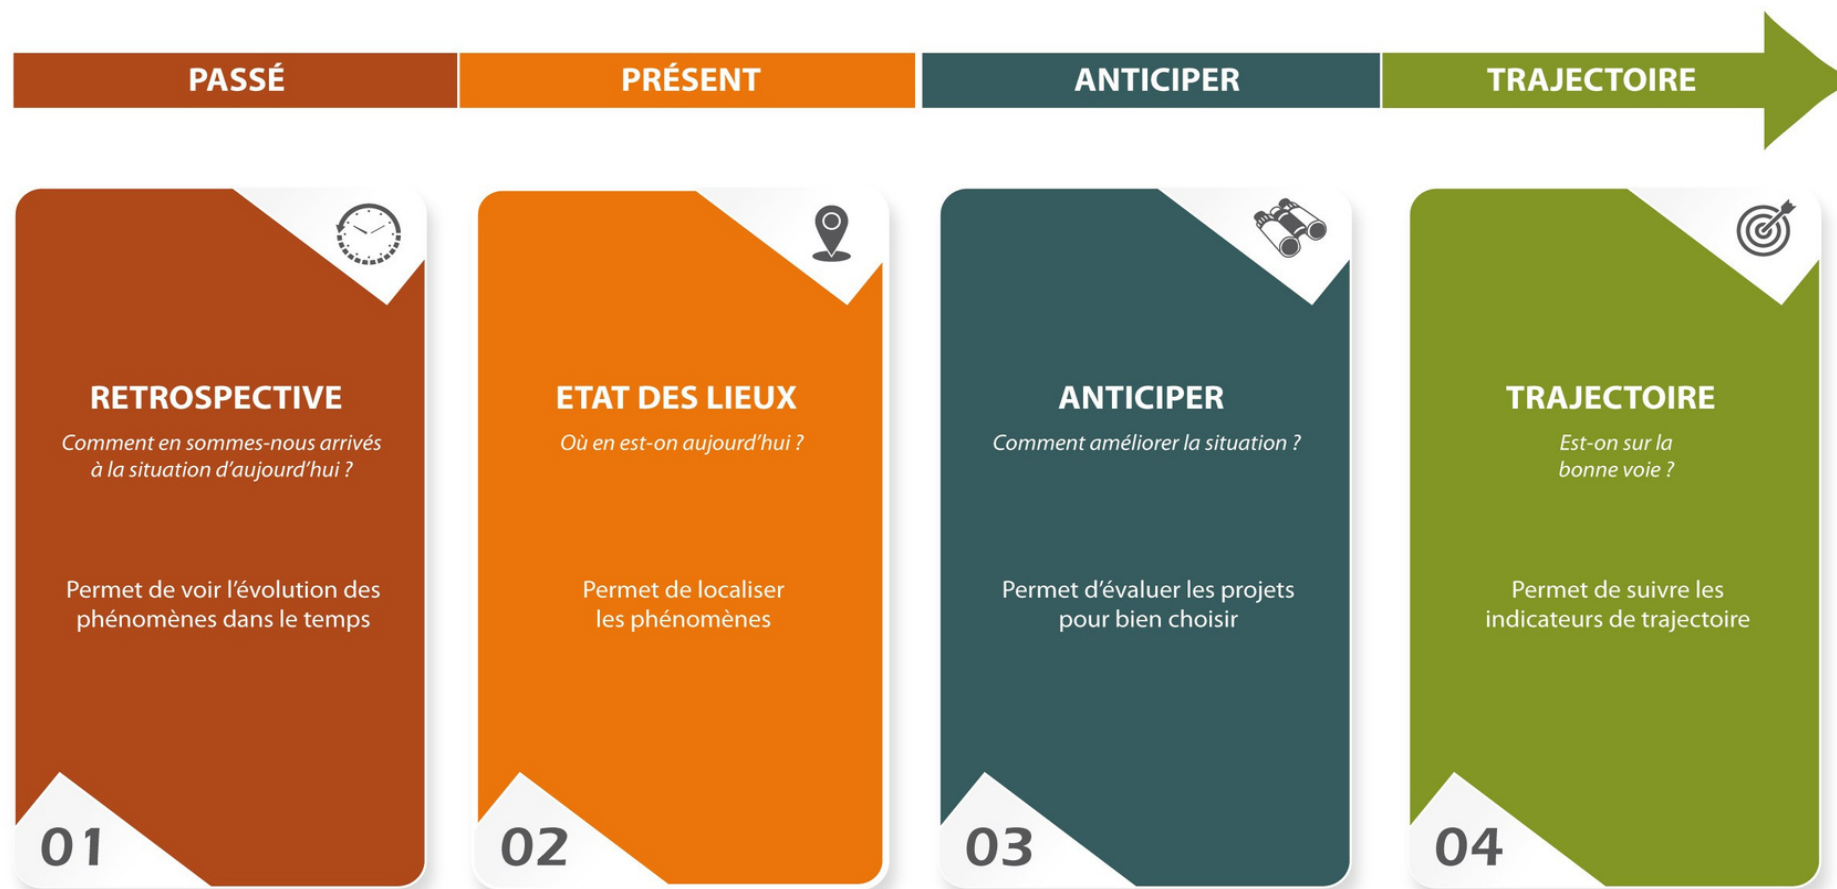 PASSÉ
PRÉSENT
ANTICIPER
TRAJECTOIRE
RETROSPECTIVE
Comment en sommes-nous arrivés
à la situation d'aujourd'hui ?
Permet de voir l'évolution des
phénomènes dans le temps
01
ETAT DES LIEUX
Où en est-on aujourd'hui ?
Permet de localiser
les phénomènes
02
ANTICIPER
Comment améliorer la situation ?
Permet d'évaluer les projets
pour bien choisir
03
TRAJECTOIRE
Est-on sur la
bonne voie ?
Permet de suivre les
indicateurs de trajectoire
04